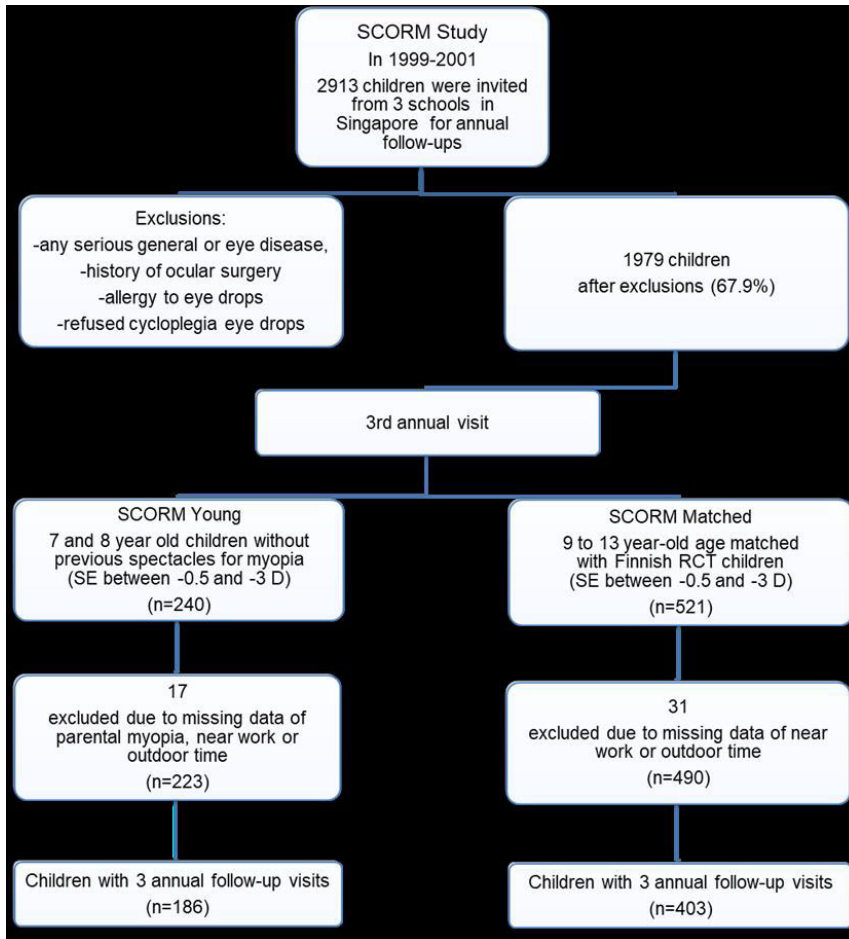 SCORM Study
In 1999-2001
2913 children were invited
from 3 schools in
Singapore for annual
follow-ups
Exclusions:
-any serious general or eye disease,
-history of ocular surgery
-allergy to eye drops
-refused cycloplegia eye drops
1979 children
after exclusions (67.9%)
3rd annual visit
SCORM Young
7 and 8 year old children without
previous spectacles for myopia
(SE between -0.5 and -3 D)
(n=240)
SCORM Matched
9 to 13 year-old age matched
with Finnish RCT children
(SE between -0.5 and -3 D)
(n=521)
17
excluded due to missing data of
parental myopia, near work or
outdoor time
(n=223)
31
excluded due to missing data of near
work or outdoor time
(n=490)
Children with 3 annual follow-up visits
(n=186)
Children with 3 annual follow-up visits
(n=403)